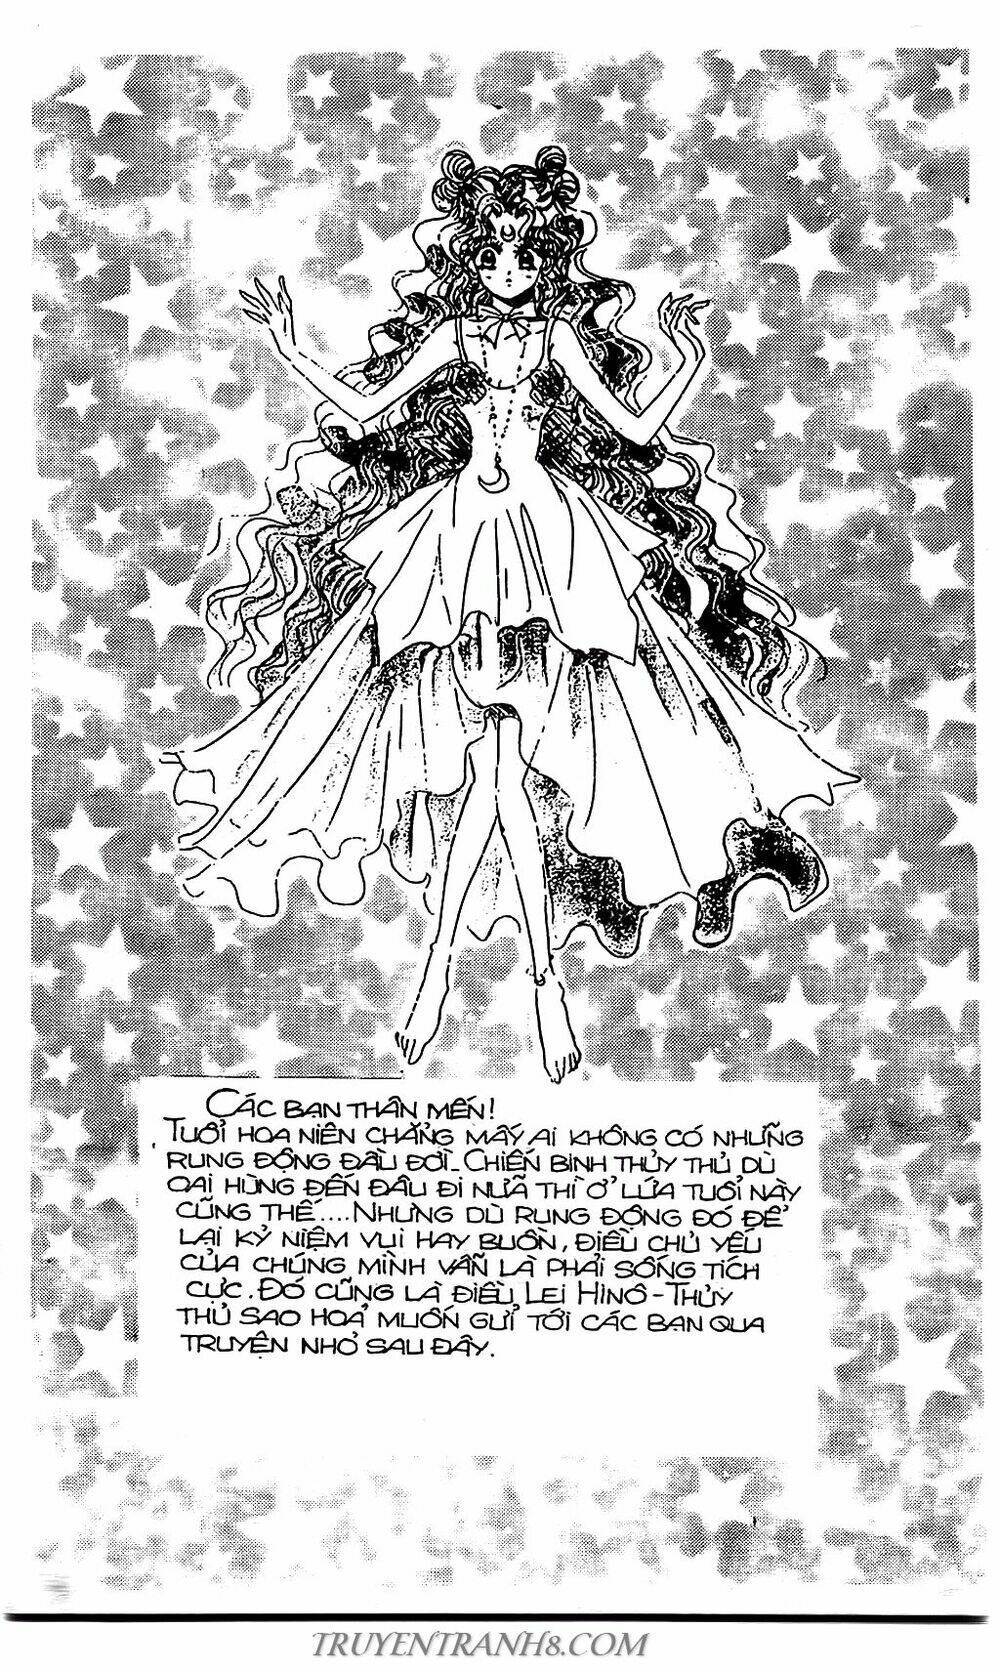 CÁC BẠN THÂN MẾN!
TUỔI HOA NIÊN CHẲNG MẤY AI KHÔNG CÓ NHỮNG
RUNG ĐỘNG ĐẦU ĐỜI_ CHIẾN BINH THỦY THỦ DÙ
OAI HÙNG ĐẾN ĐÂU ĐI NỮA THÌ Ở LỨA TUỔI NÀY
CŨNG THẾ.... NHƯNG DÙ RUNG ĐỘNG ĐÓ ĐỂ
LẠI KỶ NIỆM VUI HAY BUỒN, ĐIỀU CHỦ YẾU
CỦA CHÚNG MÌNH VẪN LÀ PHẢI SỐNG TÍCH
CỰC. ĐÓ CŨNG LÀ ĐIỀU LEI HINÔ - THỦY
THỦ SAO HOẢ MUỐN GỬI TỚI CÁC BẠN QUA
TRUYỆN NHỎ SAU ĐÂY.
TRUYENTRANH8.COM